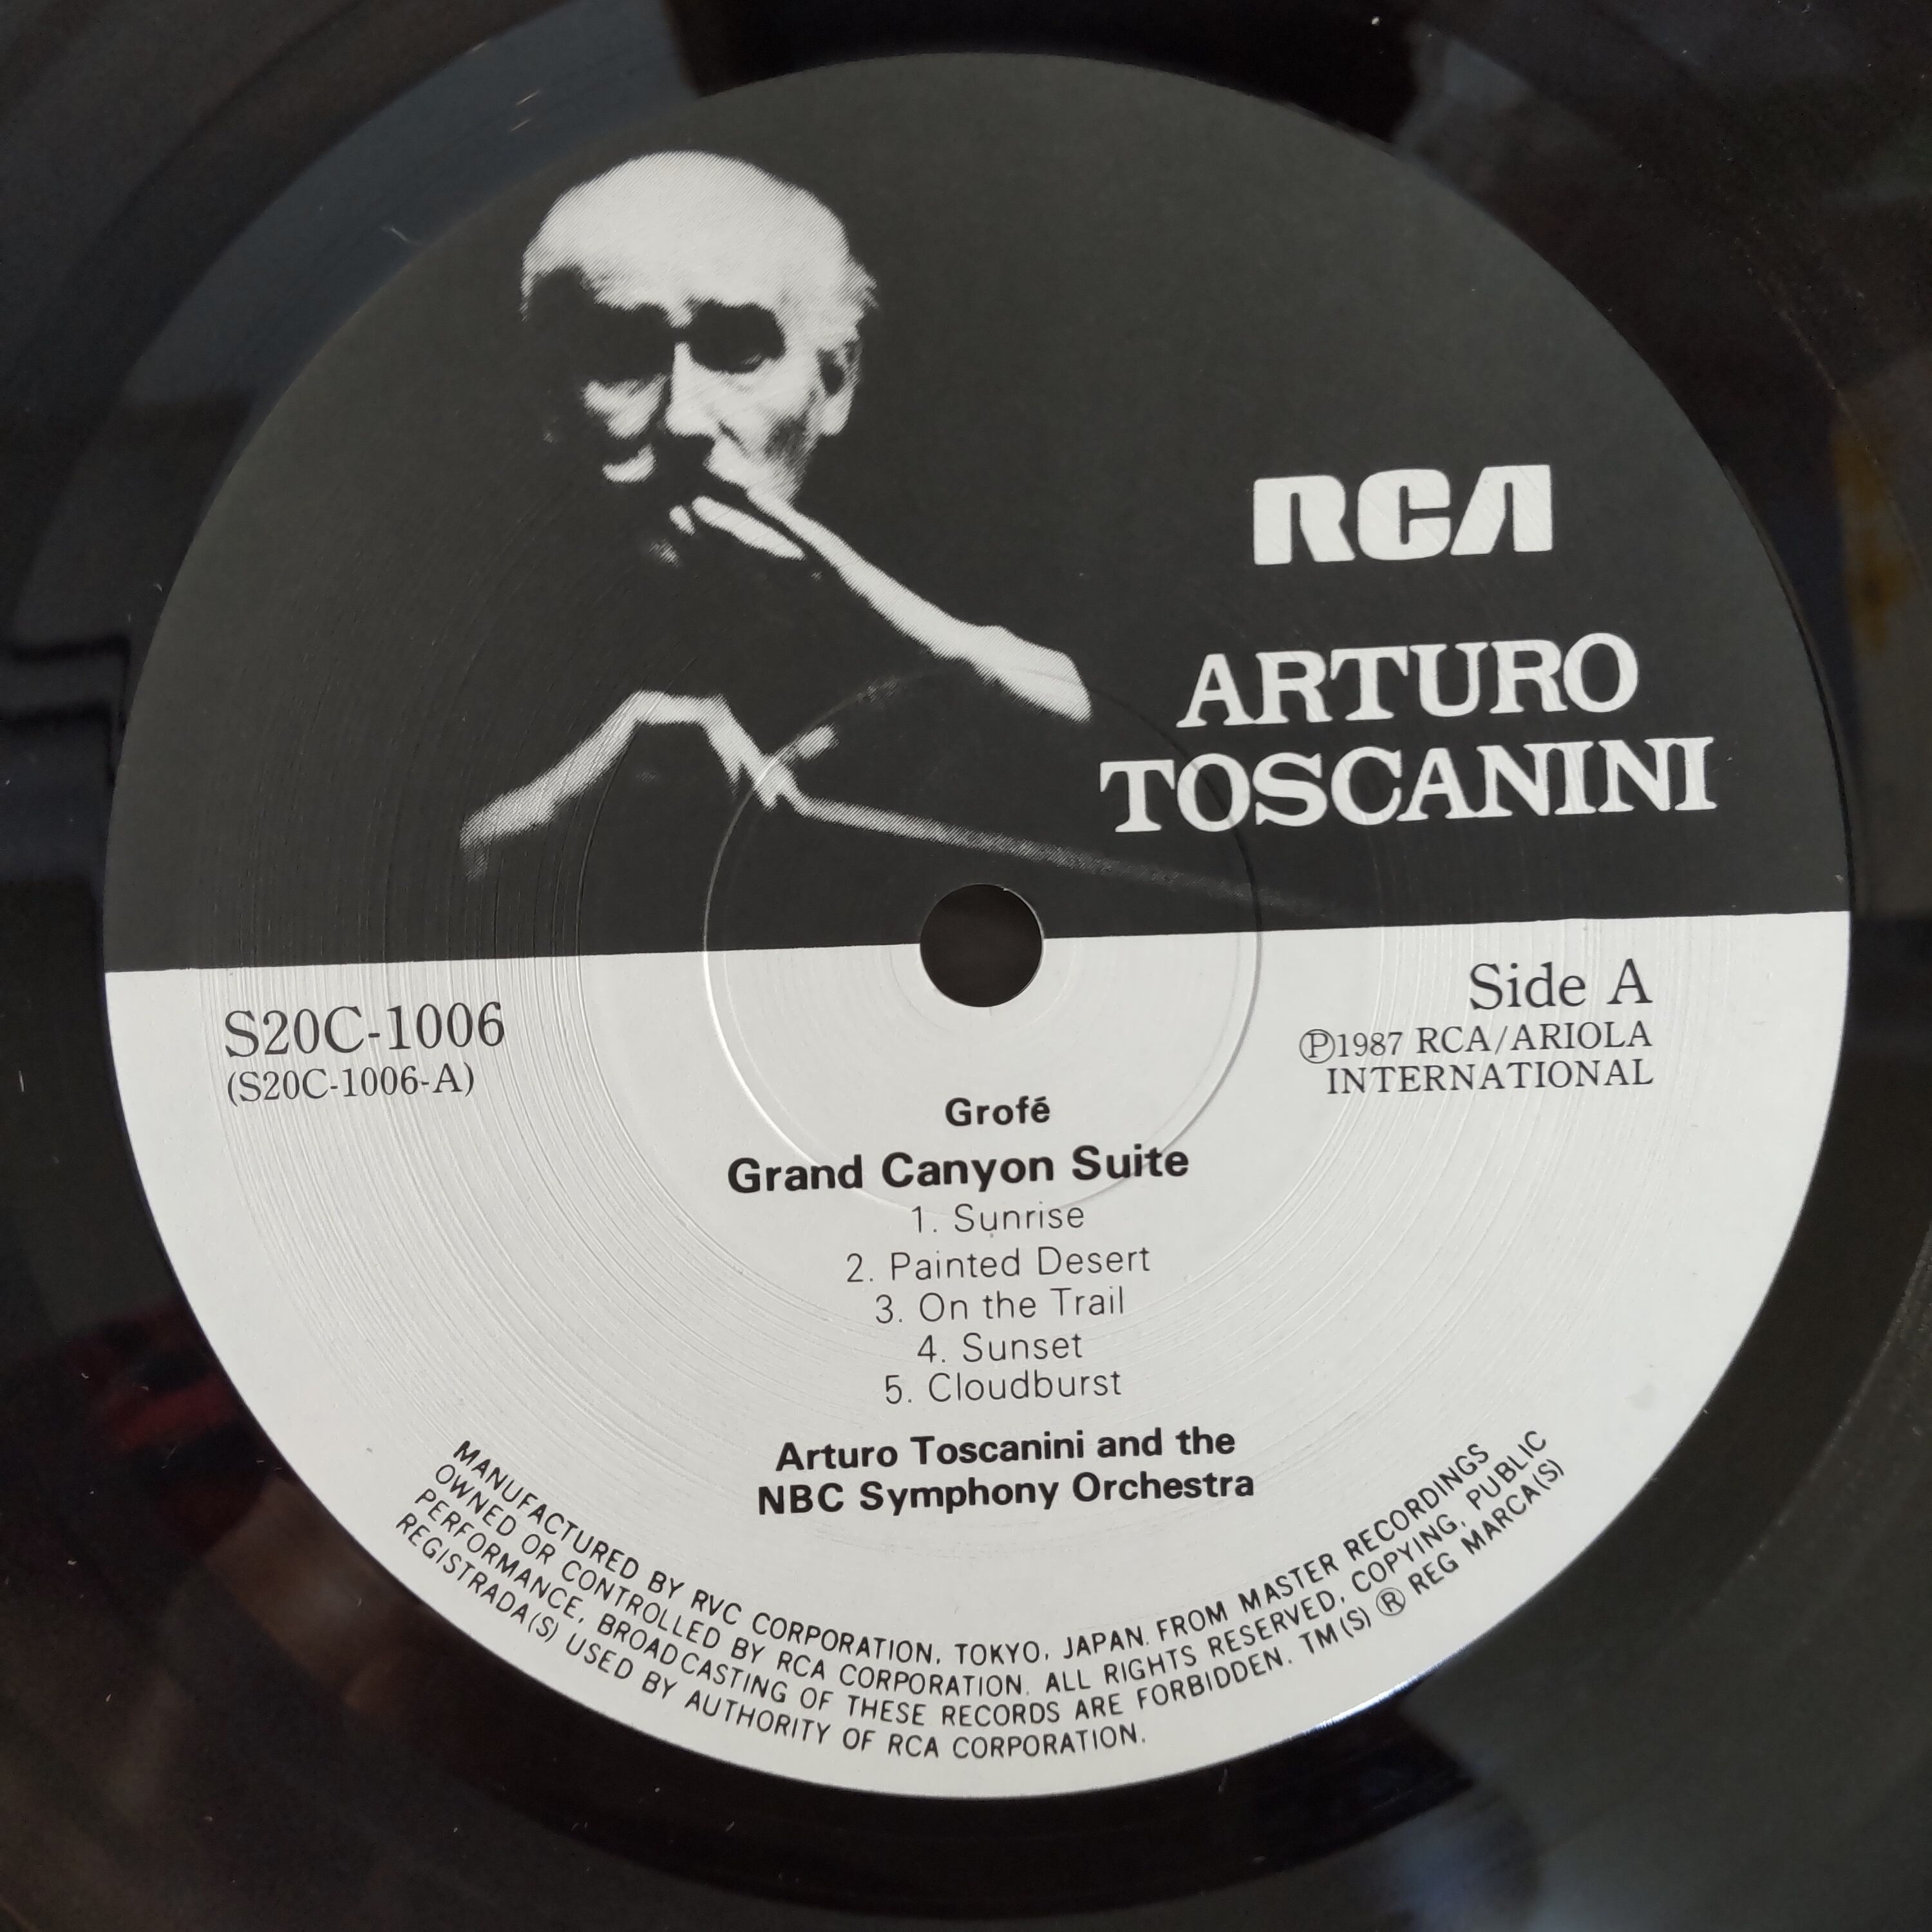 RCA
ARTURO
TOSCANINI
S20C-1006
(S20C-1006-A)
Side A
Ⓟ1987 RCA/ARIOLA
INTERNATIONAL
Grofé
Grand Canyon Suite
1. Sunrise
2. Painted Desert
3. On the Trail
4. Sunset
5. Cloudburst
Arturo Toscanini and the
NBC Symphony Orchestra
MANUFACTURED BY RVC CORPORATION, TOKYO, JAPAN. FROM MASTER RECORDINGS
OWNED OR CONTROLLED BY RCA CORPORATION. ALL RIGHTS RESERVED, COPYING, PUBLIC
PERFORMANCE, BROADCASTING OF THESE RECORDS ARE FORBIDDEN. TM(S) ® REG MARCA(S)
REGISTRADA(S) USED BY AUTHORITY OF RCA CORPORATION.